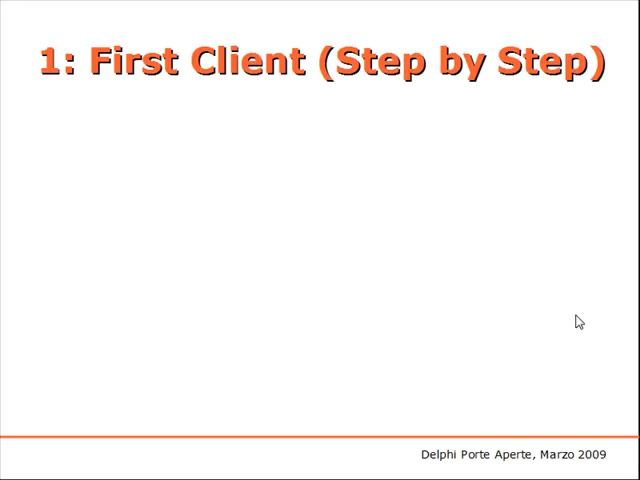 1: First Client (Step by Step)
Delphi Porte Aperte, Marzo 2009